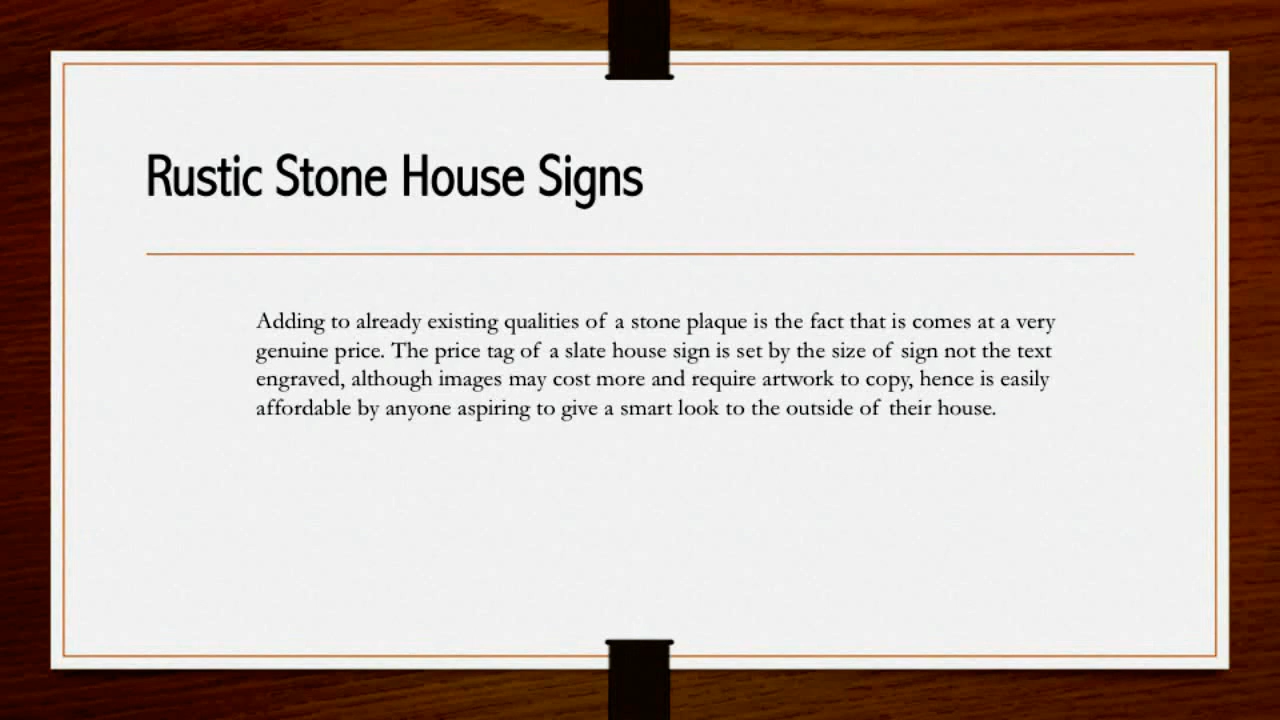 Rustic Stone House Signs
Adding to already existing qualities of a stone plaque is the fact that is comes at a very
genuine price. The price tag of a slate house sign is set by the size of sign not the text
engraved, although images may cost more and require artwork to copy, hence is easily
affordable by anyone aspiring to give a smart look to the outside of their house.